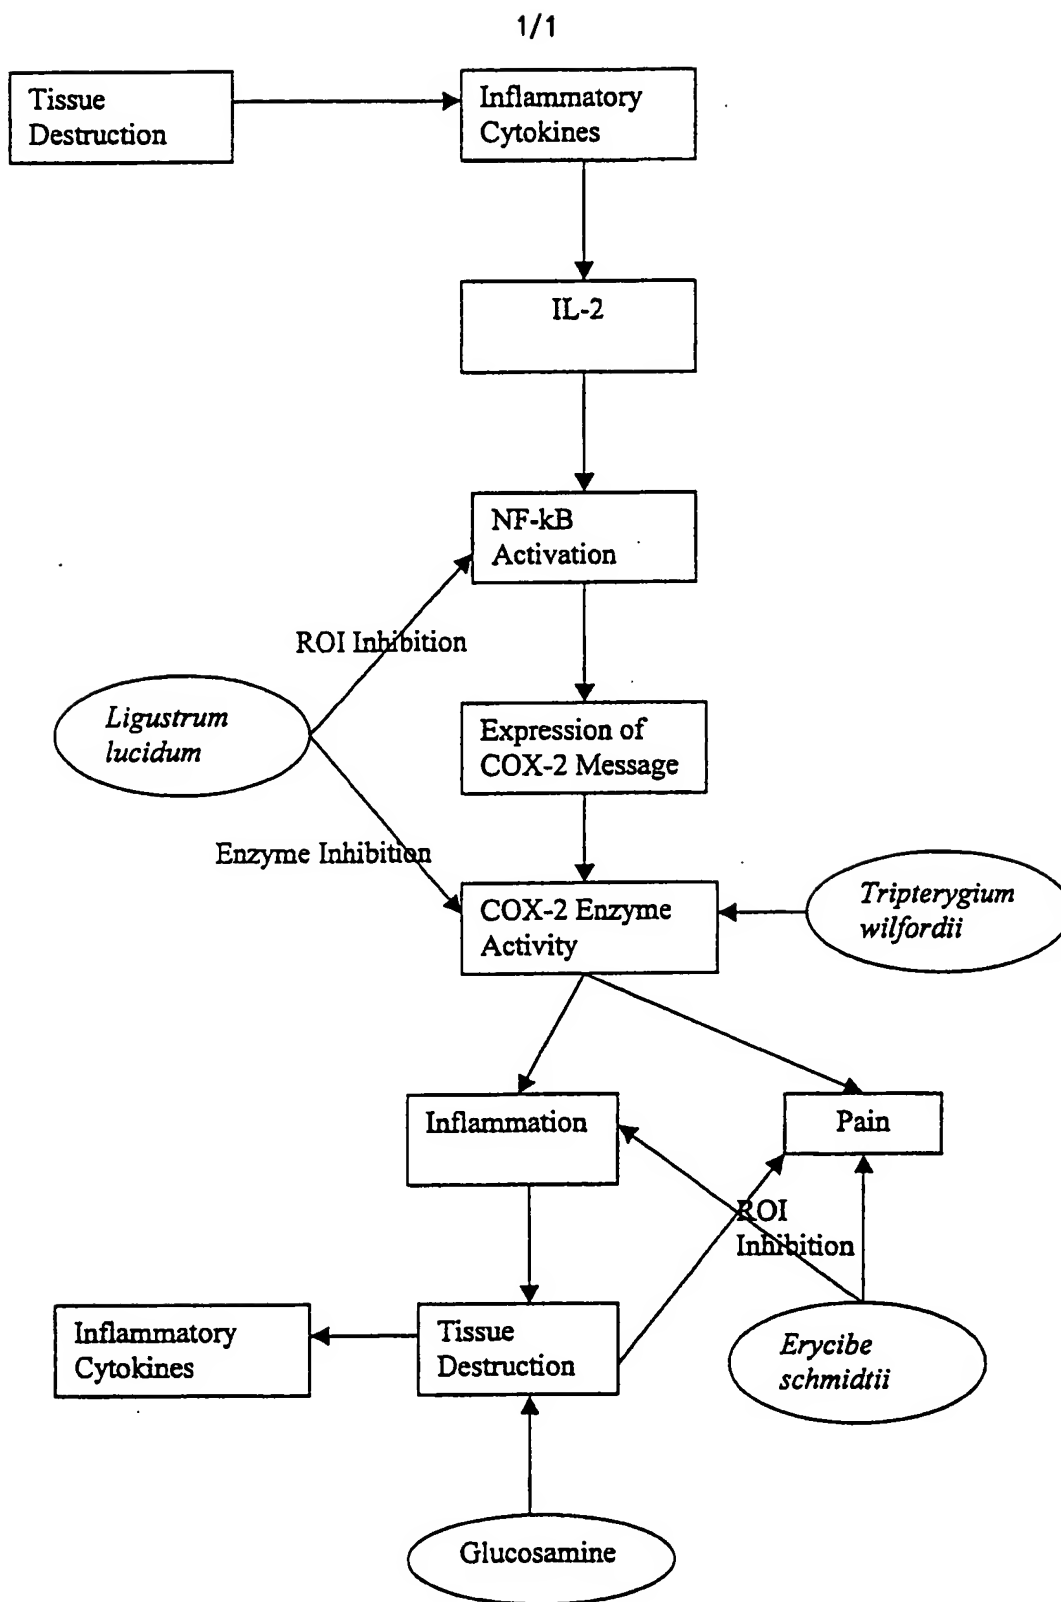 1/1
Tissue
Destruction
Inflammatory
Cytokines
IL-2
NF-kB
Activation
ROI Inhibition
Ligustrum
lucidum
Expression of
COX-2 Message
Enzyme Inhibition
COX-2 Enzyme
Activity
Tripterygium
wilfordii
Inflammation
Pain
ROI
Inhibition
Inflammatory
Cytokines
Tissue
Destruction
Erycibe
schmidtii
Glucosamine